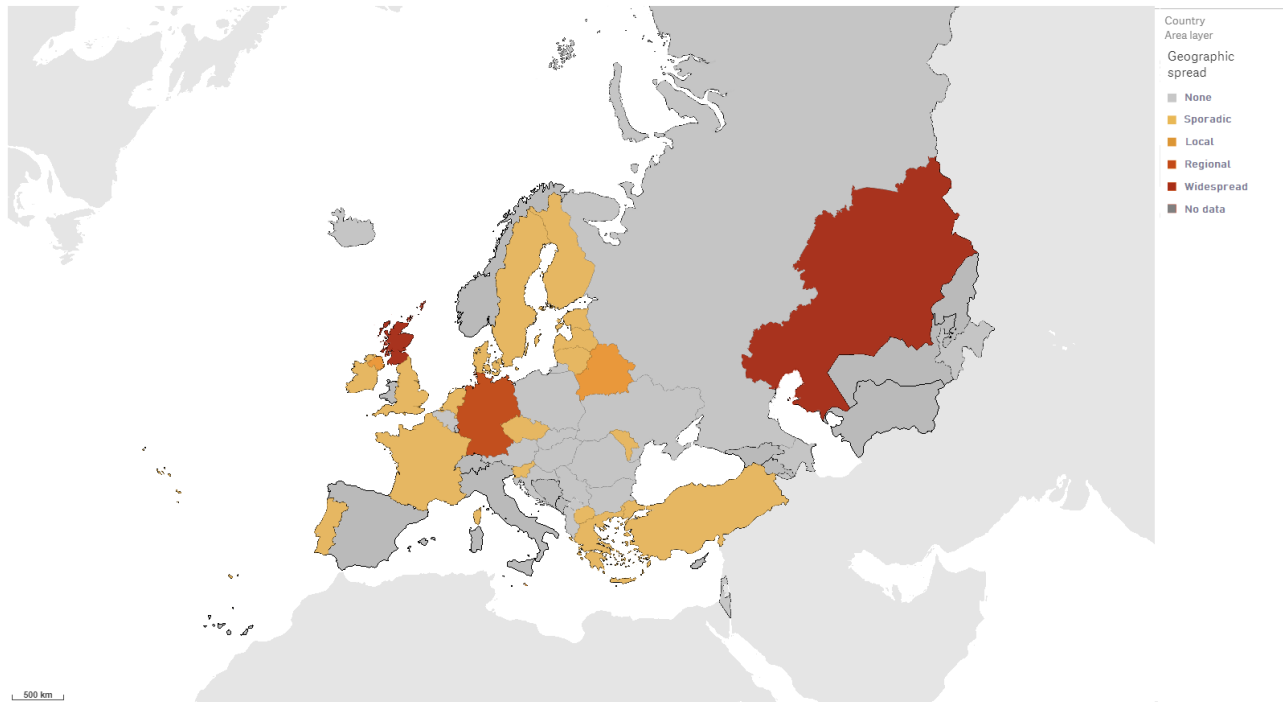 Country
Area layer
Geographic
spread
None
Sporadic
Local
Regional
Widespread
No data
500 km